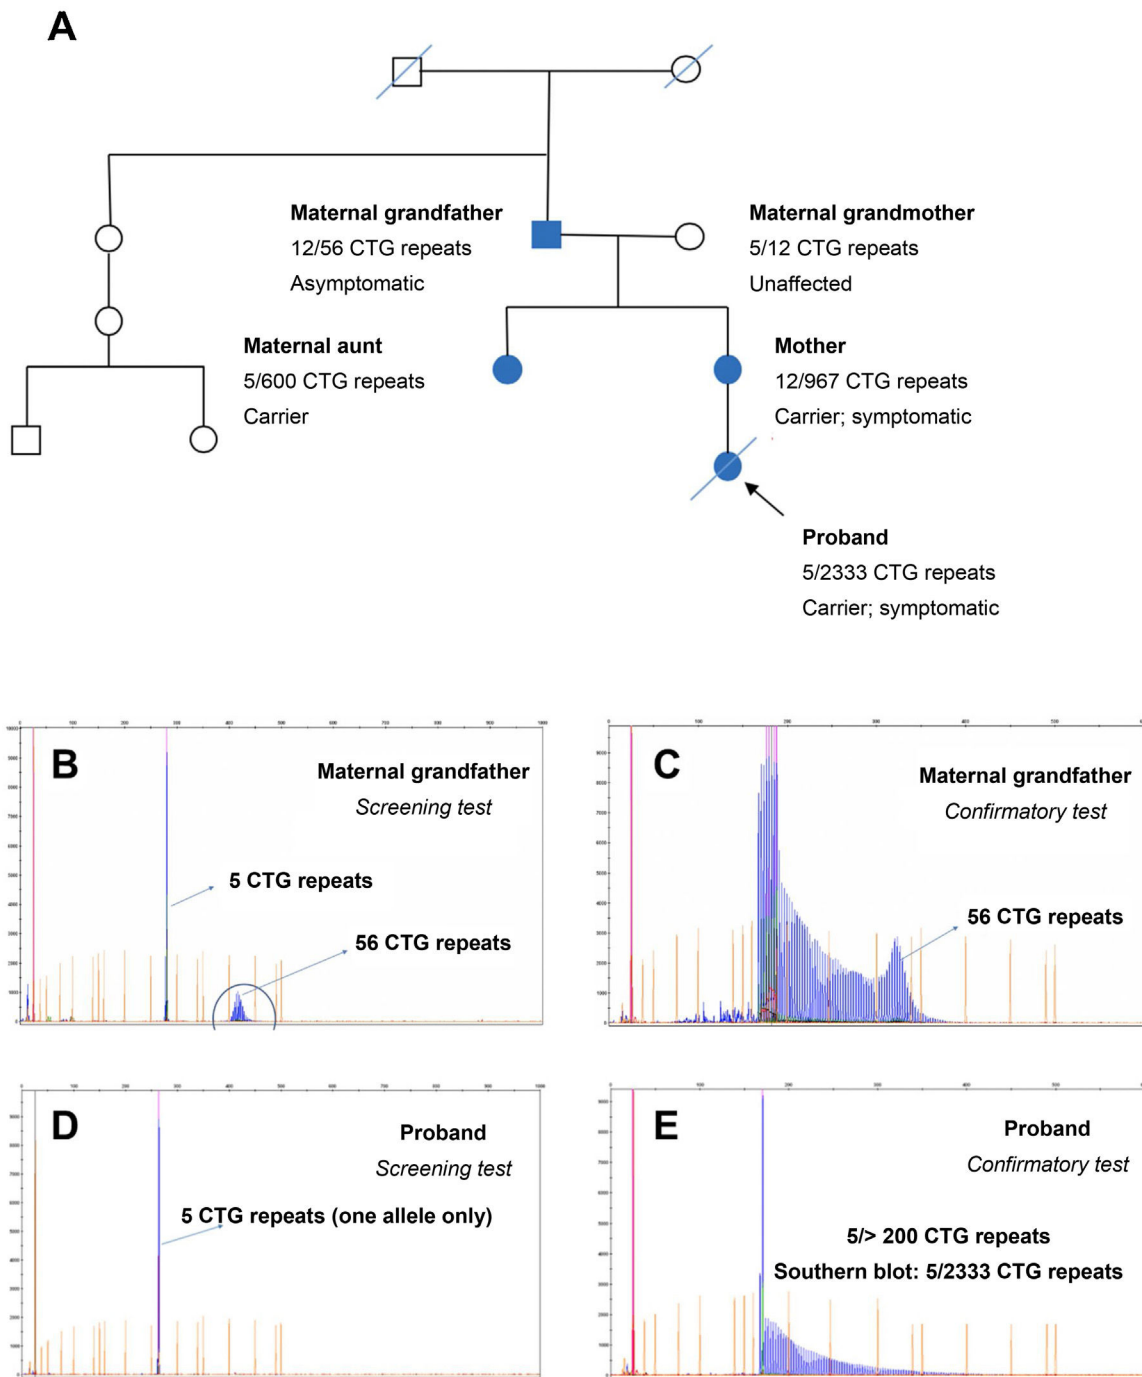 A
Maternal grandfather
12/56 CTG repeats
Asymptomatic
Maternal grandmother
5/12 CTG repeats
Unaffected
Maternal aunt
5/600 CTG repeats
Carrier
Mother
12/967 CTG repeats
Carrier; symptomatic
Proband
5/2333 CTG repeats
Carrier; symptomatic
B
Maternal grandfather
Screening test
5 CTG repeats
56 CTG repeats
C
Maternal grandfather
Confirmatory test
56 CTG repeats
D
Proband
Screening test
5 CTG repeats (one allele only)
E
Proband
Confirmatory test
5/> 200 CTG repeats
Southern blot: 5/2333 CTG repeats